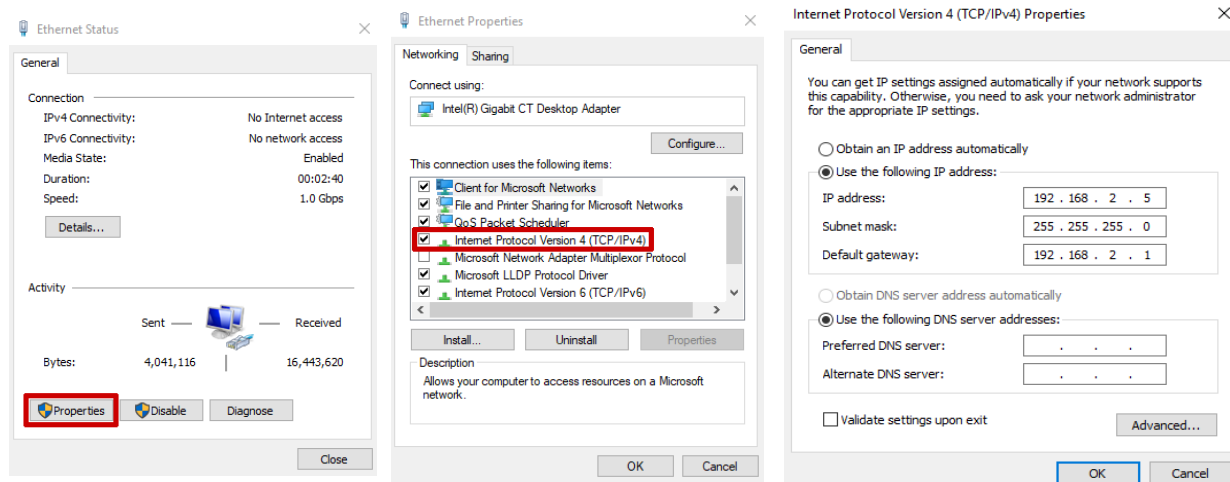 Ethernet Status
General
Connection
IPv4 Connectivity: No Internet access
IPv6 Connectivity: No network access
Media State: Enabled
Duration: 00:02:40
Speed: 1.0 Gbps
Details...
Activity
Sent Received
Bytes: 4,041,116 16,443,620
Properties Disable Diagnose
Close
Ethernet Properties
Networking Sharing
Connect using:
Intel(R) Gigabit CT Desktop Adapter
Configure...
This connection uses the following items:
Client for Microsoft Networks
File and Printer Sharing for Microsoft Networks
QoS Packet Scheduler
Internet Protocol Version 4 (TCP/IPv4)
Microsoft Network Adapter Multiplexor Protocol
Microsoft LLDP Protocol Driver
Internet Protocol Version 6 (TCP/IPv6)
Install... Uninstall Properties
Description
Allows your computer to access resources on a Microsoft
network.
OK Cancel
Internet Protocol Version 4 (TCP/IPv4) Properties
General
You can get IP settings assigned automatically if your network supports
this capability. Otherwise, you need to ask your network administrator
for the appropriate IP settings.
Obtain an IP address automatically
Use the following IP address:
IP address: 192 . 168 . 2 . 5
Subnet mask: 255 . 255 . 255 . 0
Default gateway: 192 . 168 . 2 . 1
Obtain DNS server address automatically
Use the following DNS server addresses:
Preferred DNS server: . . .
Alternate DNS server: . . .
Validate settings upon exit
Advanced...
OK Cancel